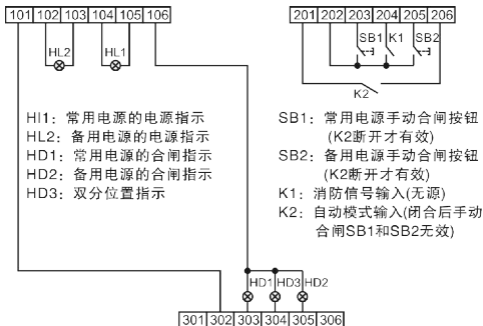 101 102 103 104 105 106
201 202 203 204 205 206
HL2 HL1
SB1 K1 SB2
K2
HI1：常用电源的电源指示
HL2：备用电源的电源指示
HD1：常用电源的合闸指示
HD2：备用电源的合闸指示
HD3：双分位置指示
SB1：常用电源手动合闸按钮
(K2断开才有效)
SB2：备用电源手动合闸按钮
(K2断开才有效)
K1：消防信号输入(无源)
K2：自动模式输入(闭合后手动
合闸SB1和SB2无效)
HD1 HD3 HD2
301 302 303 304 305 306